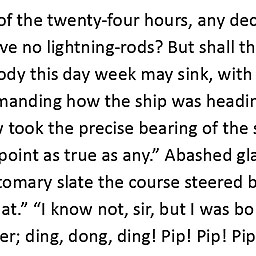 of the twenty-four hours, any dec
ve no lightning-rods? But shall th
ody this day week may sink, with
manding how the ship was headin
took the precise bearing of the s
point as true as any.” Abashed gla
tomary slate the course steered b
at.” “I know not, sir, but I was bo
er; ding, dong, ding! Pip! Pip! Pip